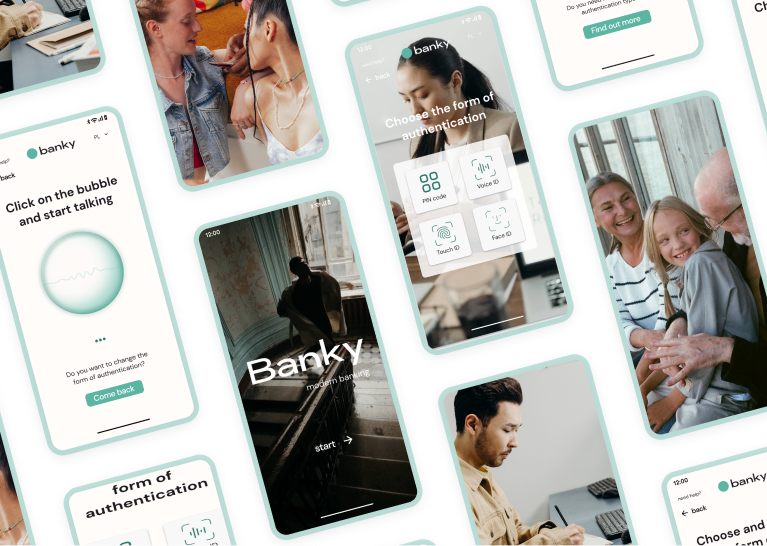 help?
banky
PL
back
Click on the bubble
and start talking
...
Do you want to change the
form of authentication?
Come back
form of
authentication
12:00
Banky
modern banking
start →
12:00
banky
PL
need help?
← back
Choose the form of
authentication
PIN code
Voice ID
Touch ID
Face ID
Do you need
authentication
Find out more
12:00
banky
need help?
← back
Choose and
form